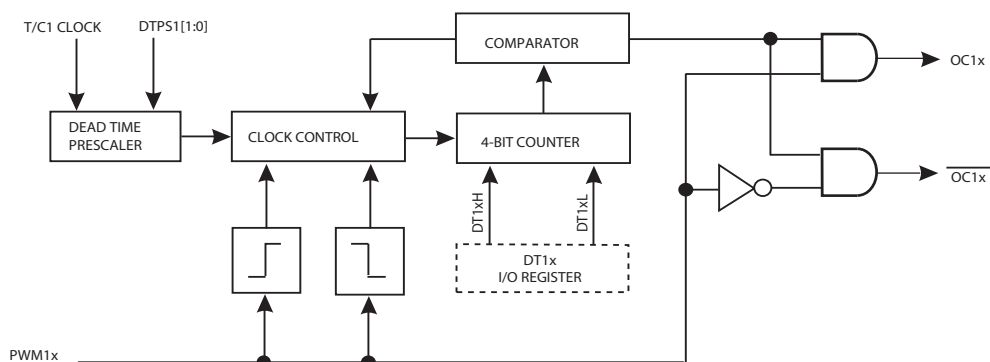 T/C1 CLOCK
DTPS1[1:0]
COMPARATOR
OC1x
DEAD TIME
PRESCALER
CLOCK CONTROL
4-BIT COUNTER
OC1x
DT1xH
DT1xL
DT1x
I/O REGISTER
PWM1x